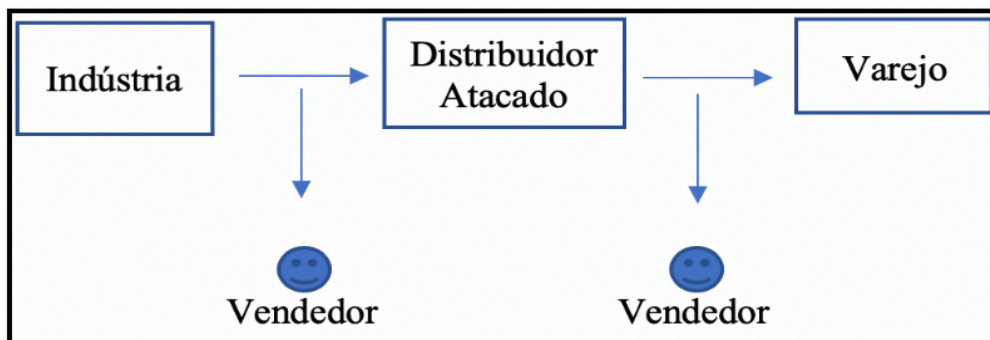 Indústria
Distribuidor
Atacado
Varejo
Vendedor
Vendedor